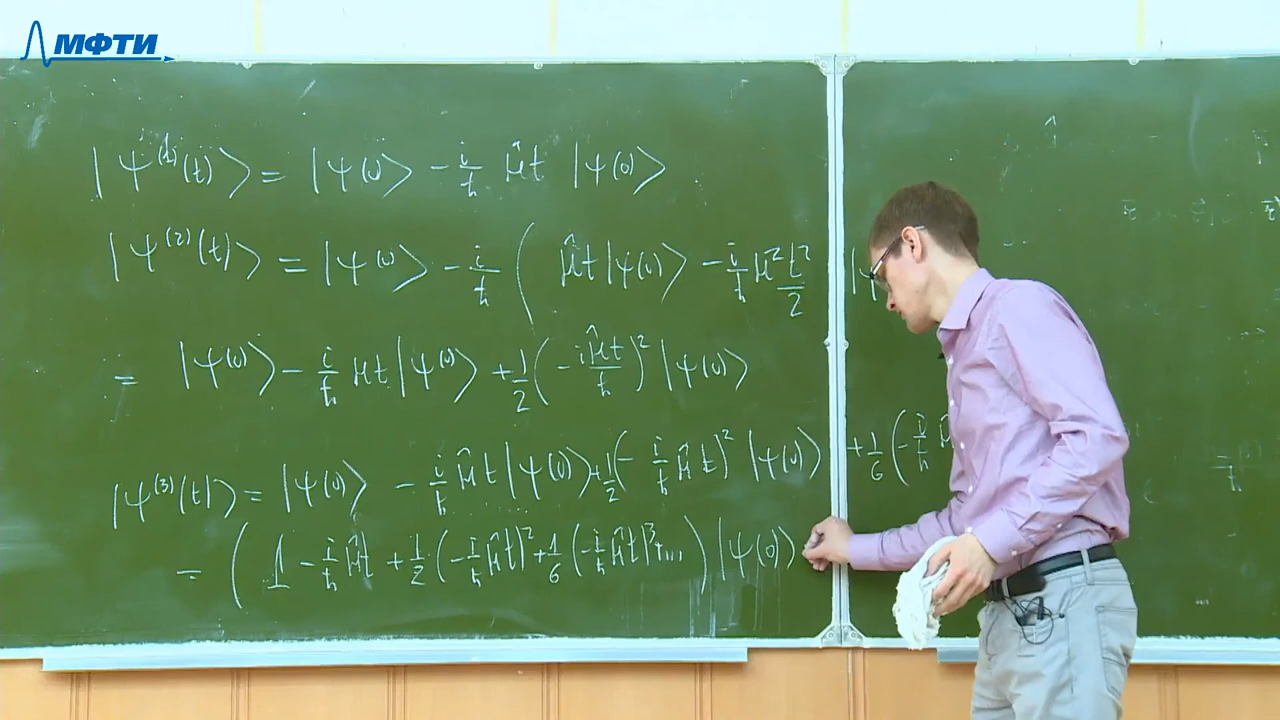 МФТИ
|ψ⁽¹⁾(t)⟩ = |ψ(0)⟩ - i/ħ Ĥt |ψ(0)⟩
|ψ⁽²⁾(t)⟩ = |ψ(0)⟩ - i/ħ ( Ĥt |ψ(0)⟩ - i/ħ Ĥ² t²/2 |ψ
= |ψ(0)⟩ - i/ħ Ht |ψ(0)⟩ + 1/2 ( - iĤt/ħ )² |ψ(0)⟩
|ψ⁽³⁾(t)⟩ = |ψ(0)⟩ - i/ħ Ĥt |ψ(0)⟩ + 1/2 ( - i/ħ Ĥt )² |ψ(0)⟩ + 1/6 ( - i/ħ Ĥ
= ( 1 - i/ħ Ĥt + 1/2 ( - i/ħ Ĥt )² + 1/6 ( - i/ħ Ĥt )³ + ... ) |ψ(0)⟩